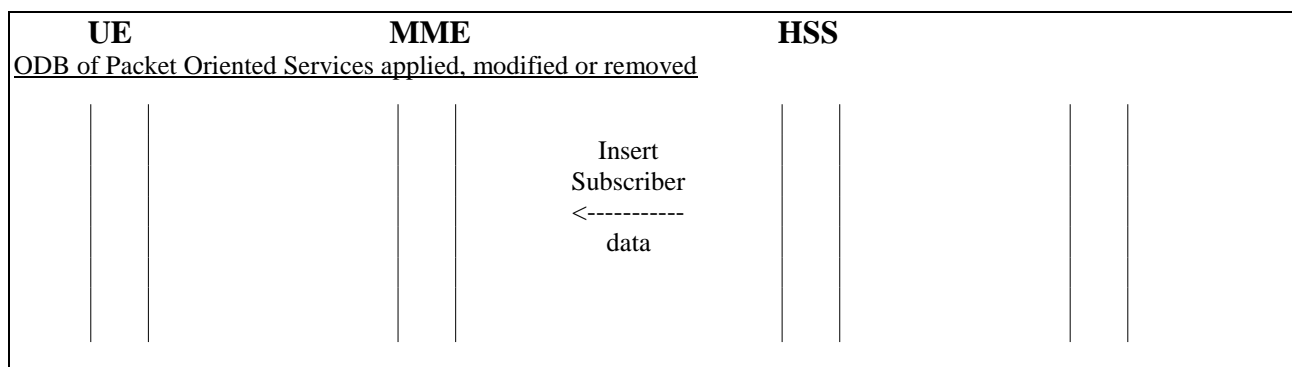 UE MME HSS
ODB of Packet Oriented Services applied, modified or removed
Insert
Subscriber
<-----------
data